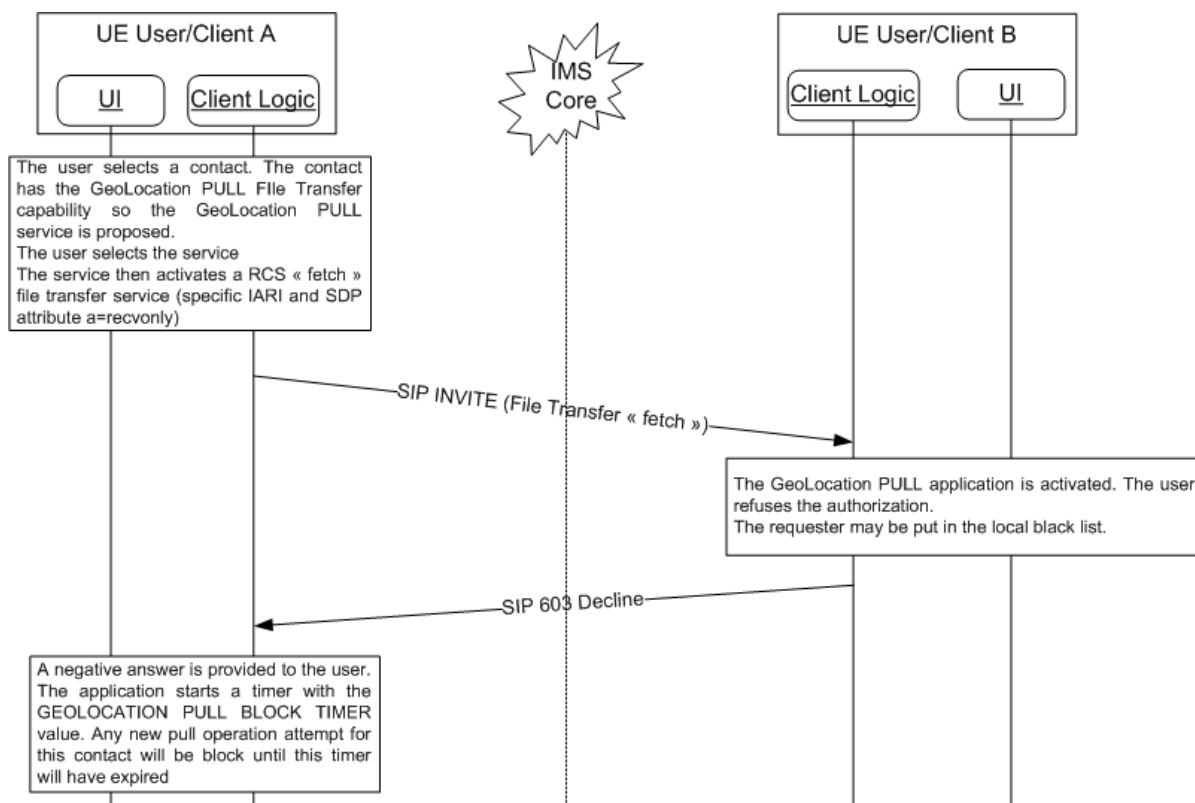 UE User/Client A
UI
Client Logic
IMS
Core
UE User/Client B
Client Logic
UI
The user selects a contact. The contact
has the GeoLocation PULL FIle Transfer
capability so the GeoLocation PULL
service is proposed.
The user selects the service
The service then activates a RCS « fetch »
file transfer service (specific IARI and SDP
attribute a=recvonly)
SIP INVITE (File Transfer « fetch »)
The GeoLocation PULL application is activated. The user
refuses the authorization.
The requester may be put in the local black list.
SIP 603 Decline
A negative answer is provided to the user.
The application starts a timer with the
GEOLOCATION PULL BLOCK TIMER
value. Any new pull operation attempt for
this contact will be block until this timer
will have expired